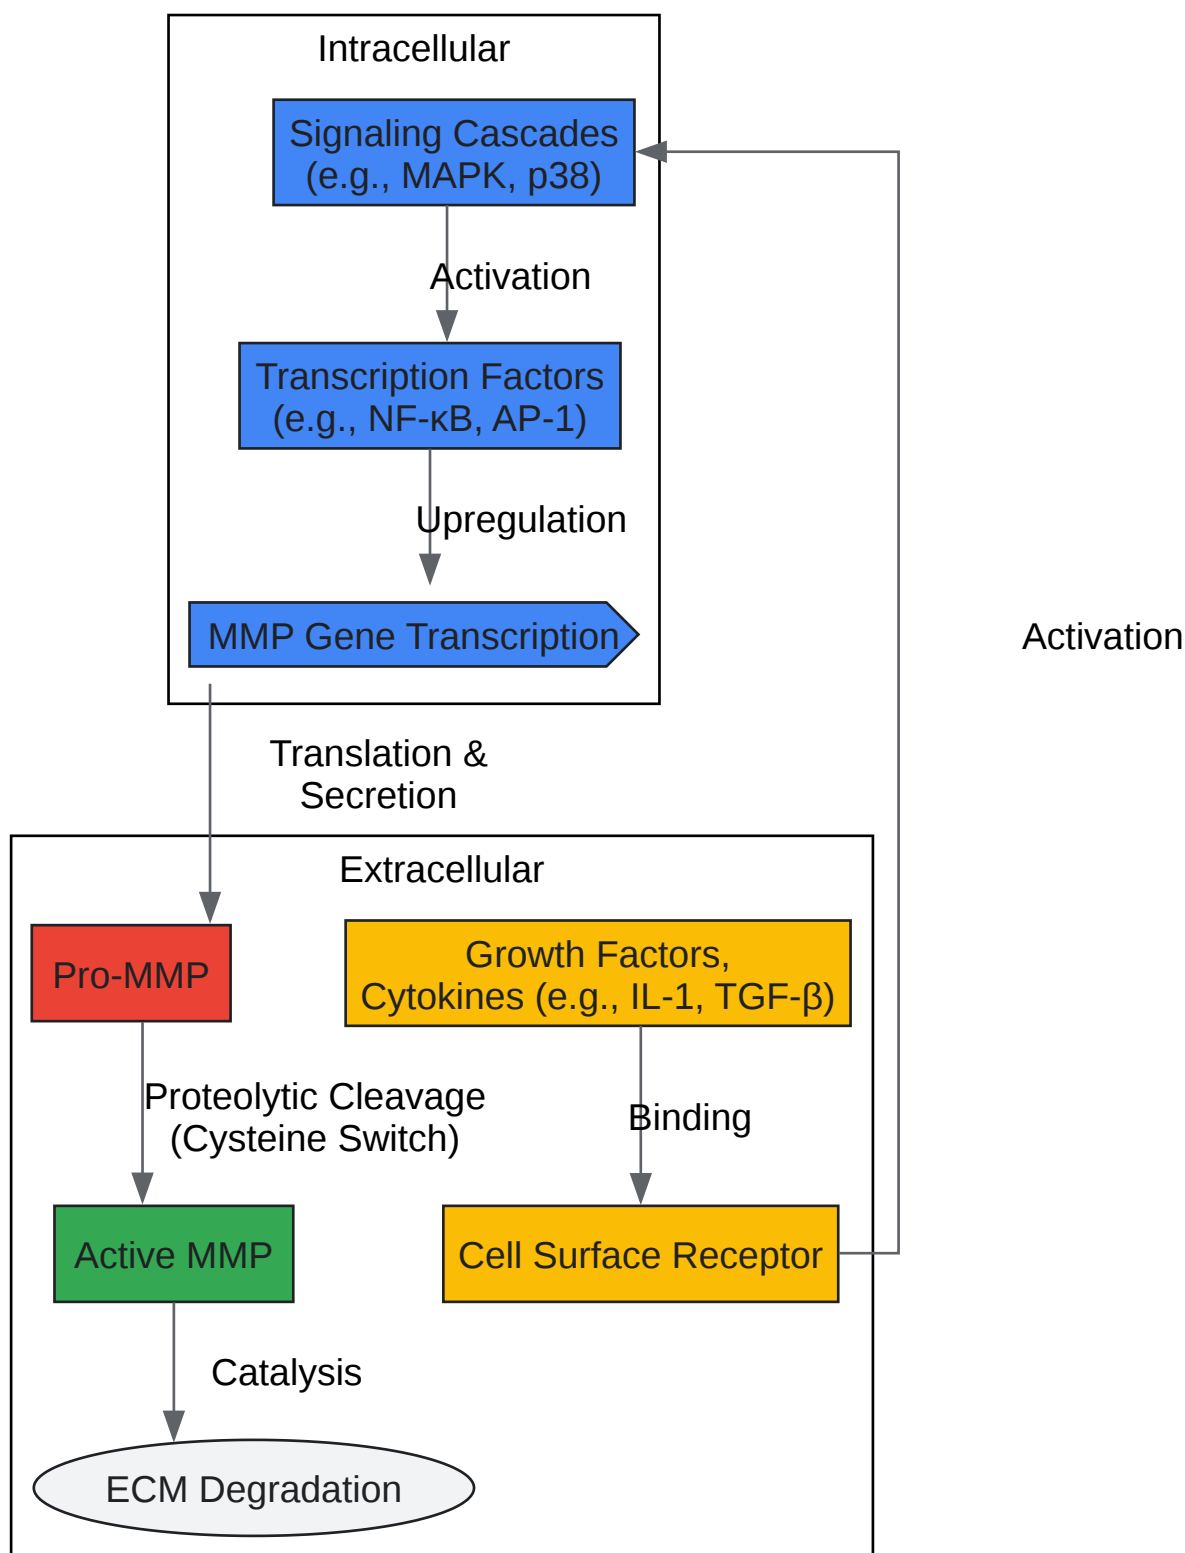 Intracellular
Signaling Cascades
(e.g., MAPK, p38)
Activation
Transcription Factors
(e.g., NF-κB, AP-1)
Upregulation
MMP Gene Transcription
Activation
Translation &
Secretion
Extracellular
Pro-MMP
Growth Factors,
Cytokines (e.g., IL-1, TGF-β)
Proteolytic Cleavage
(Cysteine Switch)
Binding
Active MMP
Cell Surface Receptor
Catalysis
ECM Degradation